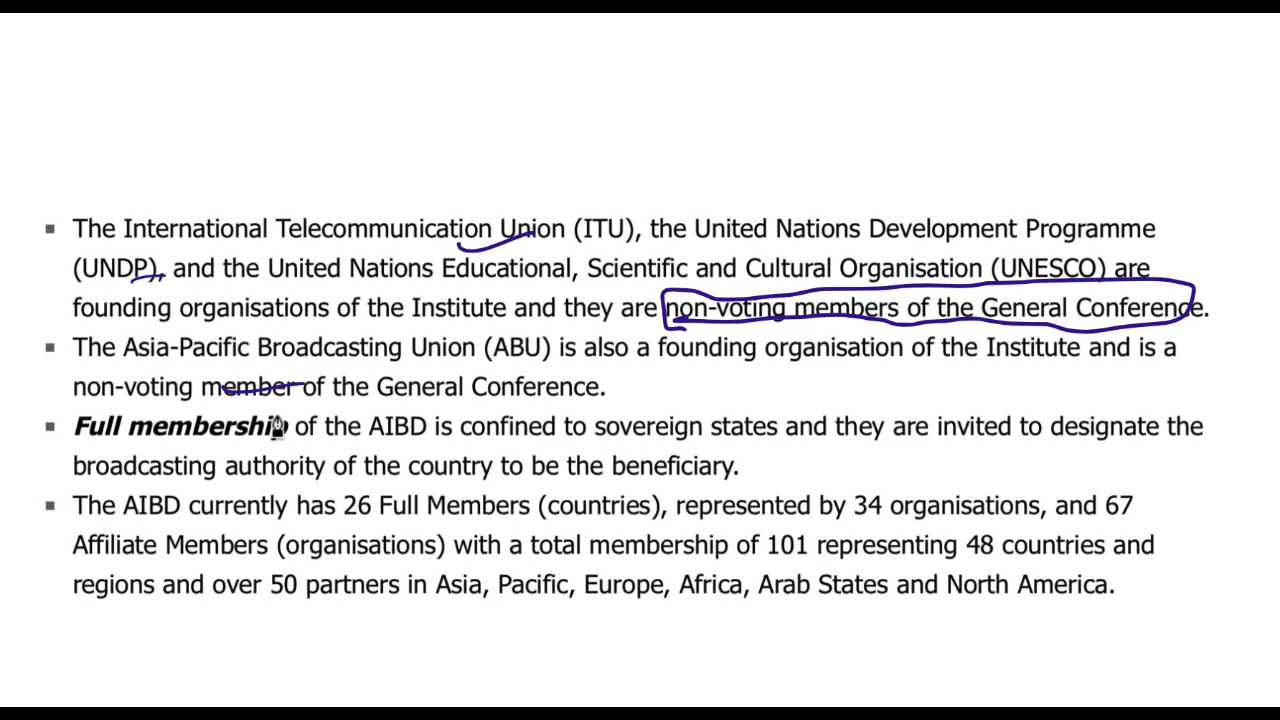 ▪ The International Telecommunication Union (ITU), the United Nations Development Programme
(UNDP), and the United Nations Educational, Scientific and Cultural Organisation (UNESCO) are
founding organisations of the Institute and they are non-voting members of the General Conference.
▪ The Asia-Pacific Broadcasting Union (ABU) is also a founding organisation of the Institute and is a
non-voting member of the General Conference.
▪ Full membership of the AIBD is confined to sovereign states and they are invited to designate the
broadcasting authority of the country to be the beneficiary.
▪ The AIBD currently has 26 Full Members (countries), represented by 34 organisations, and 67
Affiliate Members (organisations) with a total membership of 101 representing 48 countries and
regions and over 50 partners in Asia, Pacific, Europe, Africa, Arab States and North America.